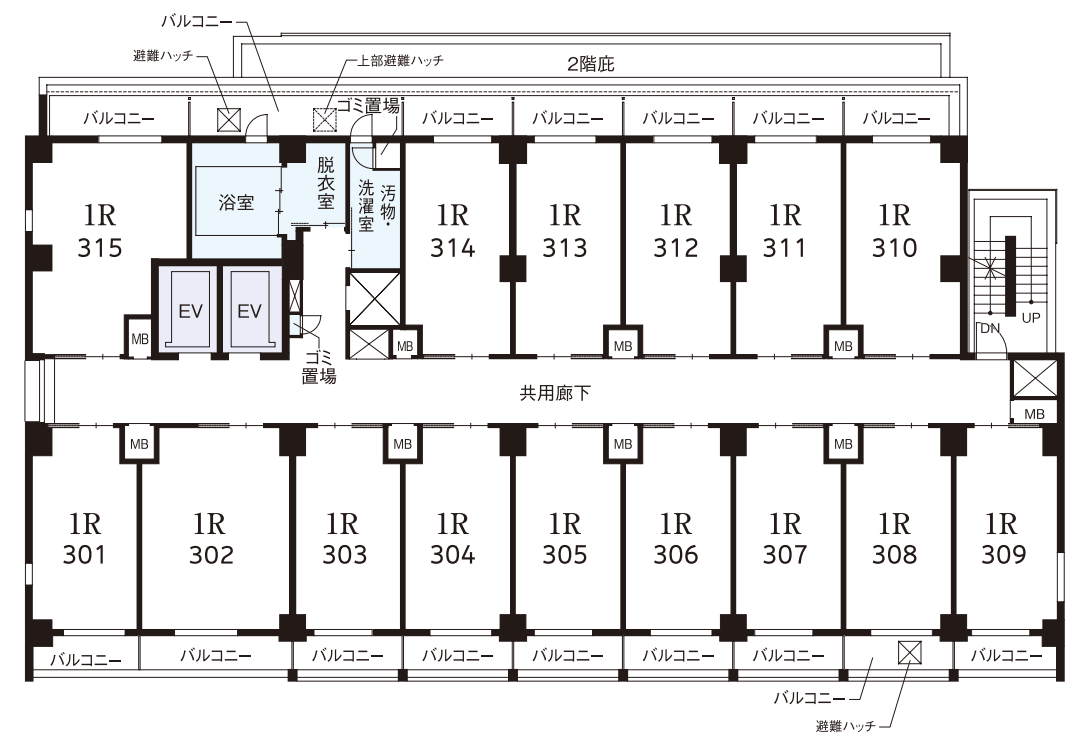 バルコニー
避難ハッチ
上部避難ハッチ
2階庇
ゴミ置場
バルコニー
バルコニー
バルコニー
バルコニー
バルコニー
バルコニー
浴室
脱衣室
汚物・
洗濯室
1R
315
1R
314
1R
313
1R
312
1R
311
1R
310
EV
EV
MB
MB
MB
MB
DN
UP
ゴミ
置場
共用廊下
MB
MB
MB
MB
MB
1R
301
1R
302
1R
303
1R
304
1R
305
1R
306
1R
307
1R
308
1R
309
バルコニー
バルコニー
バルコニー
バルコニー
バルコニー
バルコニー
バルコニー
バルコニー
バルコニー
避難ハッチ